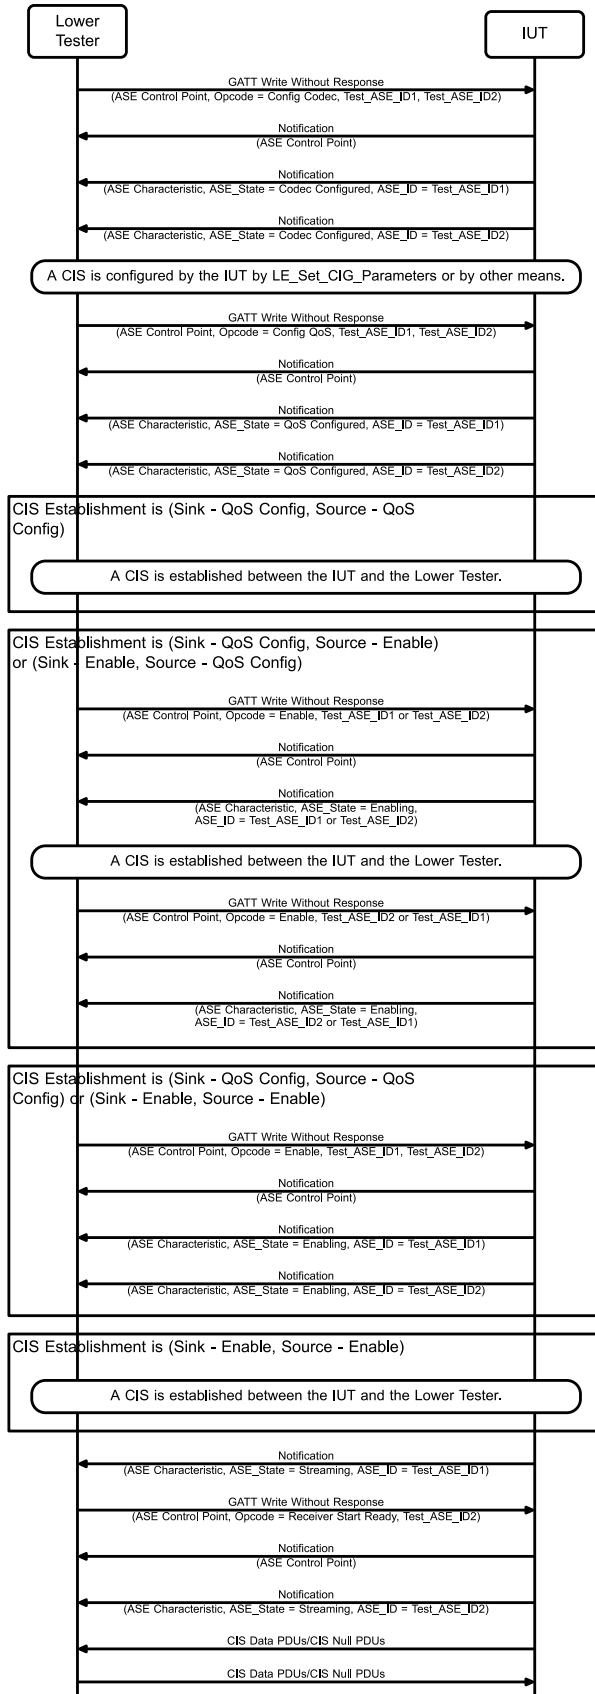 Lower
Tester
IUT
GATT Write Without Response
(ASE Control Point, Opcode = Config Codec, Test_ASE_ID1, Test_ASE_ID2)
Notification
(ASE Control Point)
Notification
(ASE Characteristic, ASE_State = Codec Configured, ASE_ID = Test_ASE_ID1)
Notification
(ASE Characteristic, ASE_State = Codec Configured, ASE_ID = Test_ASE_ID2)
A CIS is configured by the IUT by LE_Set_CIG_Parameters or by other means.
GATT Write Without Response
(ASE Control Point, Opcode = Config QoS, Test_ASE_ID1, Test_ASE_ID2)
Notification
(ASE Control Point)
Notification
(ASE Characteristic, ASE_State = QoS Configured, ASE_ID = Test_ASE_ID1)
Notification
(ASE Characteristic, ASE_State = QoS Configured, ASE_ID = Test_ASE_ID2)
CIS Establishment is (Sink - QoS Config, Source - QoS
Config)
A CIS is established between the IUT and the Lower Tester.
CIS Establishment is (Sink - QoS Config, Source - Enable)
or (Sink - Enable, Source - QoS Config)
GATT Write Without Response
(ASE Control Point, Opcode = Enable, Test_ASE_ID1 or Test_ASE_ID2)
Notification
(ASE Control Point)
Notification
(ASE Characteristic, ASE_State = Enabling,
ASE_ID = Test_ASE_ID1 or Test_ASE_ID2)
A CIS is established between the IUT and the Lower Tester.
GATT Write Without Response
(ASE Control Point, Opcode = Enable, Test_ASE_ID2 or Test_ASE_ID1)
Notification
(ASE Control Point)
Notification
(ASE Characteristic, ASE_State = Enabling,
ASE_ID = Test_ASE_ID2 or Test_ASE_ID1)
CIS Establishment is (Sink - QoS Config, Source - QoS
Config) or (Sink - Enable, Source - Enable)
GATT Write Without Response
(ASE Control Point, Opcode = Enable, Test_ASE_ID1, Test_ASE_ID2)
Notification
(ASE Control Point)
Notification
(ASE Characteristic, ASE_State = Enabling, ASE_ID = Test_ASE_ID1)
Notification
(ASE Characteristic, ASE_State = Enabling, ASE_ID = Test_ASE_ID2)
CIS Establishment is (Sink - Enable, Source - Enable)
A CIS is established between the IUT and the Lower Tester.
Notification
(ASE Characteristic, ASE_State = Streaming, ASE_ID = Test_ASE_ID1)
GATT Write Without Response
(ASE Control Point, Opcode = Receiver Start Ready, Test_ASE_ID2)
Notification
(ASE Control Point)
Notification
(ASE Characteristic, ASE_State = Streaming, ASE_ID = Test_ASE_ID2)
CIS Data PDUs/CIS Null PDUs
CIS Data PDUs/CIS Null PDUs